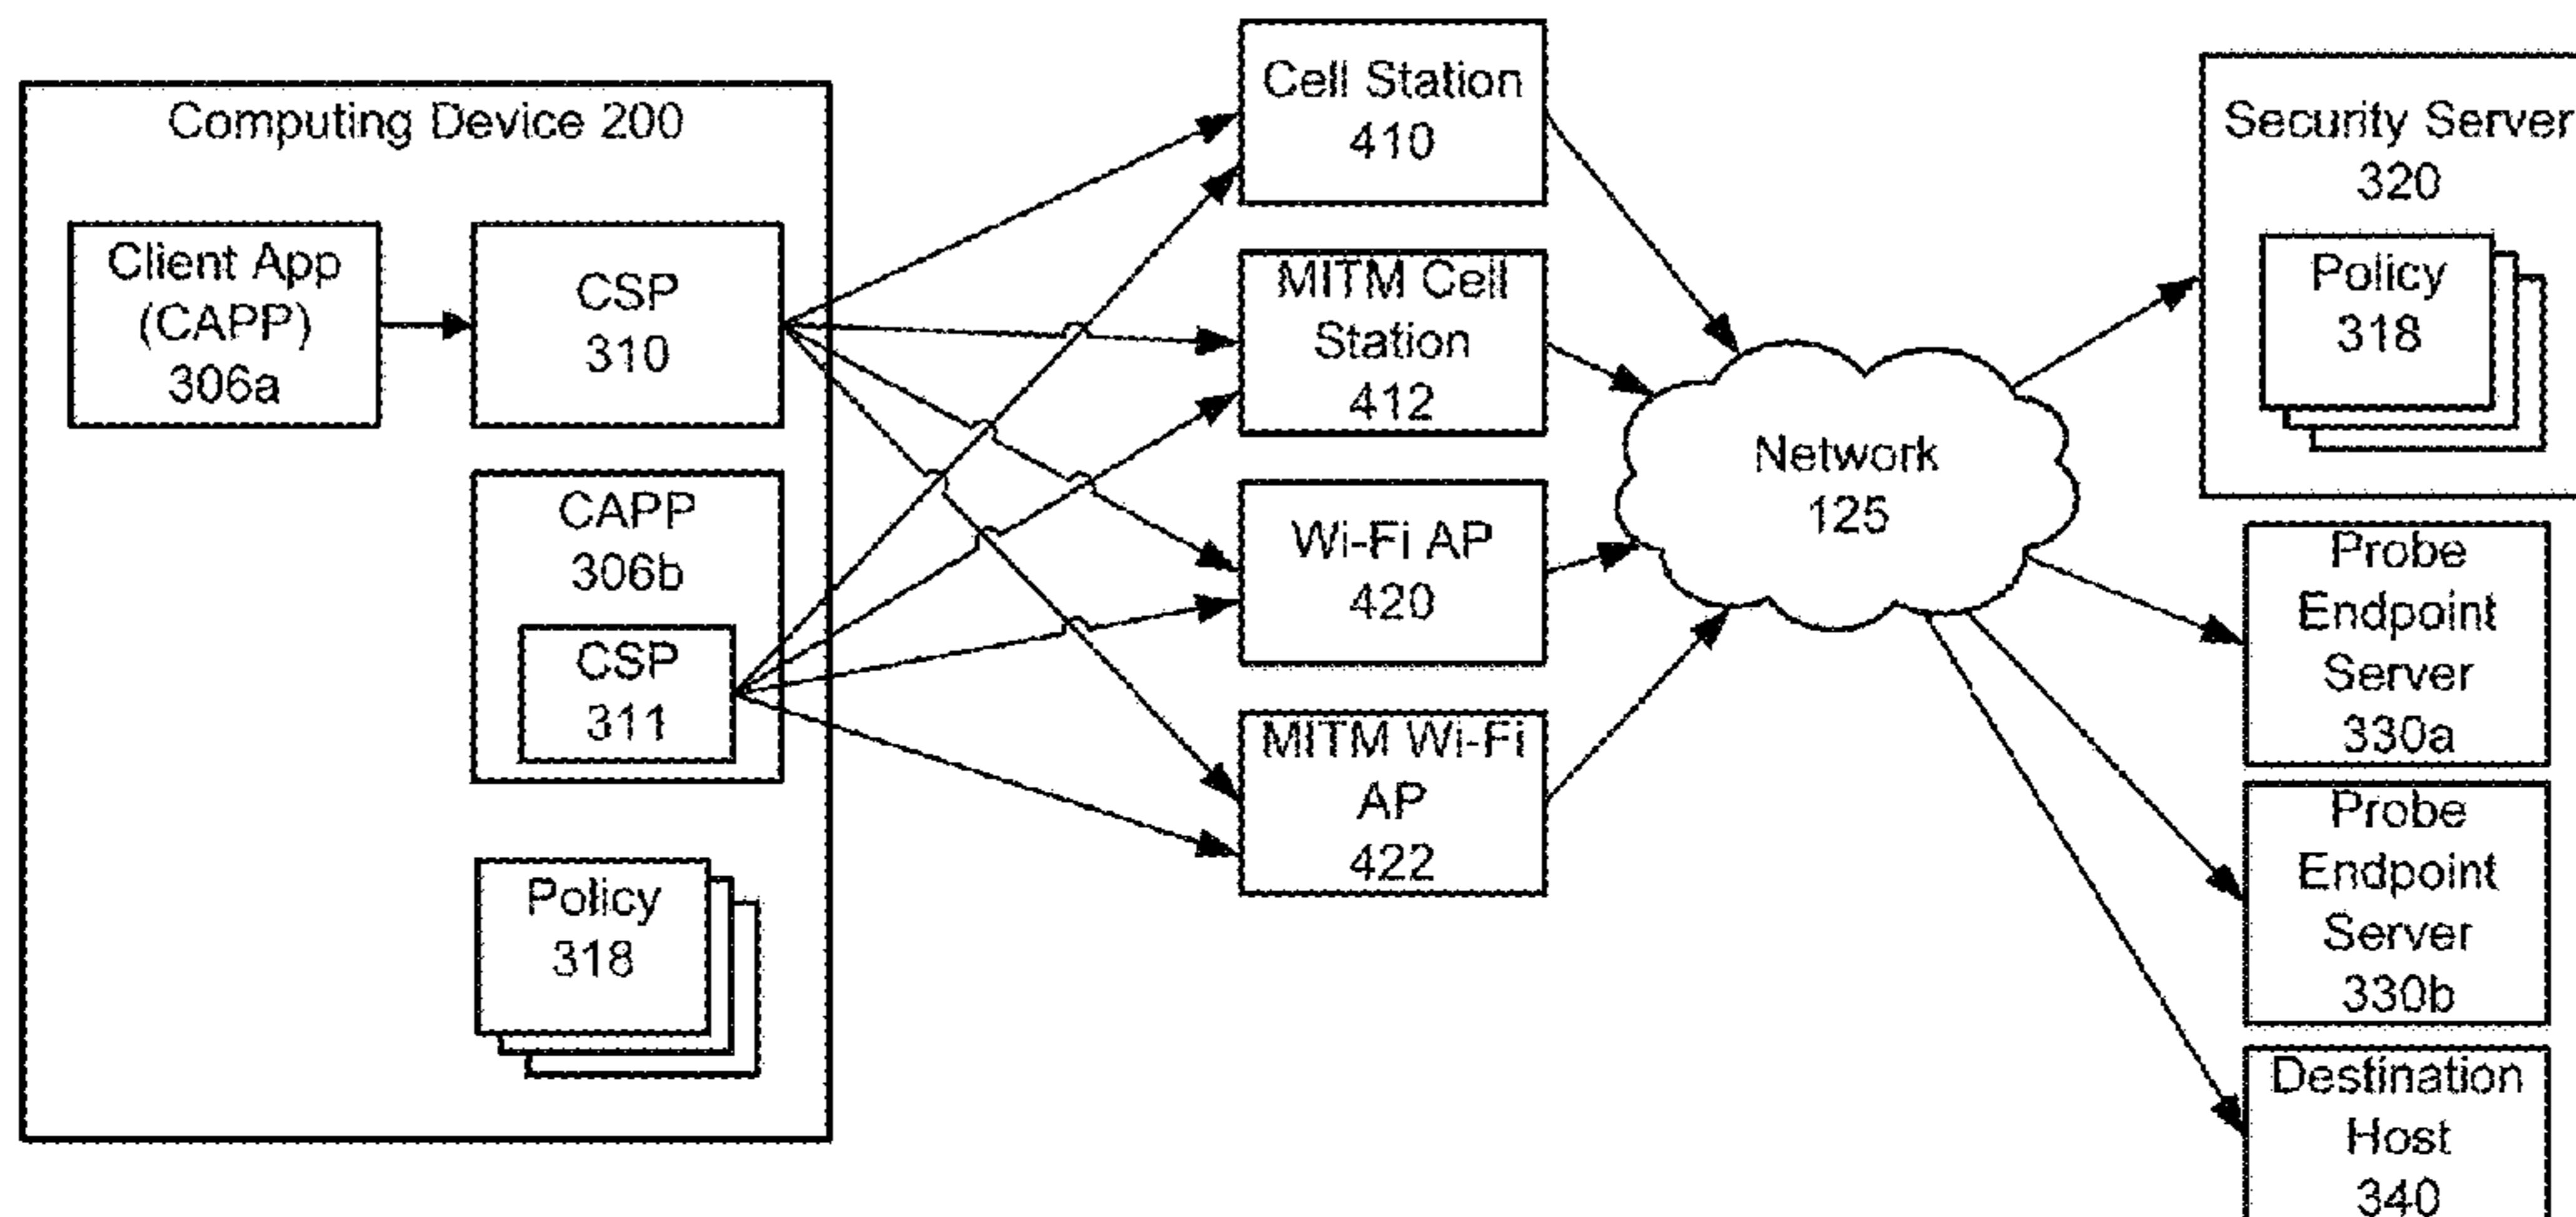 Computing Device 200
Client App
(CAPP)
306a
CSP
310
CAPP
306b
CSP
311
Policy
318
Cell Station
410
MITM Cell
Station
412
Wi-Fi AP
420
MITM Wi-Fi
AP
422
Network
125
Security Server
320
Policy
318
Probe
Endpoint
Server
330a
Probe
Endpoint
Server
330b
Destination
Host
340